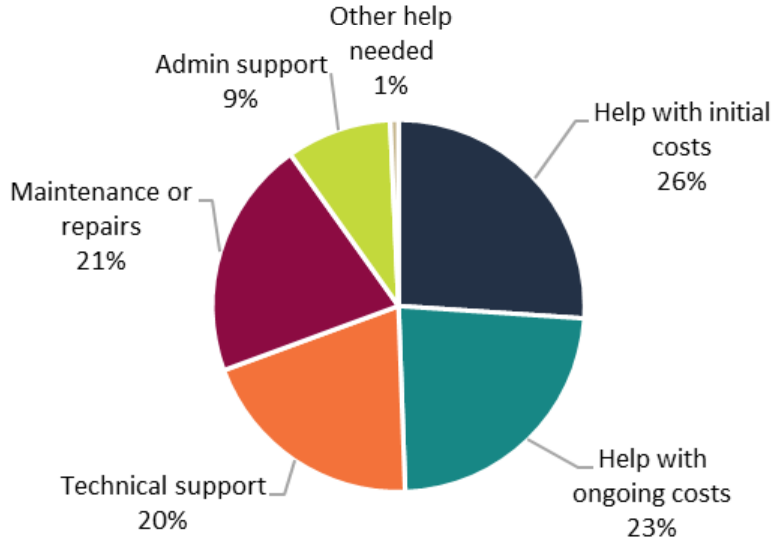 Other help
needed
1%
Admin support
9%
Help with initial
costs
26%
Maintenance or
repairs
21%
Technical support
20%
Help with
ongoing costs
23%